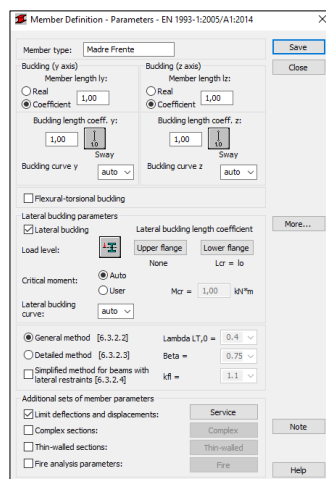 Member Definition - Parameters - EN 1993-1:2005/A1:2014
Member type: Madre Frente Save
Buckling (y axis) Buckling (z axis) Close
Member length ly: Member length lz:
Real Real
Coefficient 1,00 Coefficient 1,00
Buckling length coeff. y: Buckling length coeff. z:
1,00 1.0 1,00 1.0
Sway Sway
Buckling curve y auto Buckling curve z auto
Flexural-torsional buckling
Lateral buckling parameters
Lateral buckling Lateral buckling length coefficient More...
Load level: Upper flange Lower flange
None Lcr = lo
Critical moment: Auto
User Mcr = 1,00 kN*m
Lateral buckling curve: auto
General method [6.3.2.2] Lambda LT,0 = 0.4
Detailed method [6.3.2.3] Beta = 0.75
Simplified method for beams with
lateral restraints [6.3.2.4] kfl = 1.1
Additional sets of member parameters
Limit deflections and displacements: Service
Complex sections: Complex Note
Thin-walled sections: Thin-walled
Fire analysis parameters: Fire Help